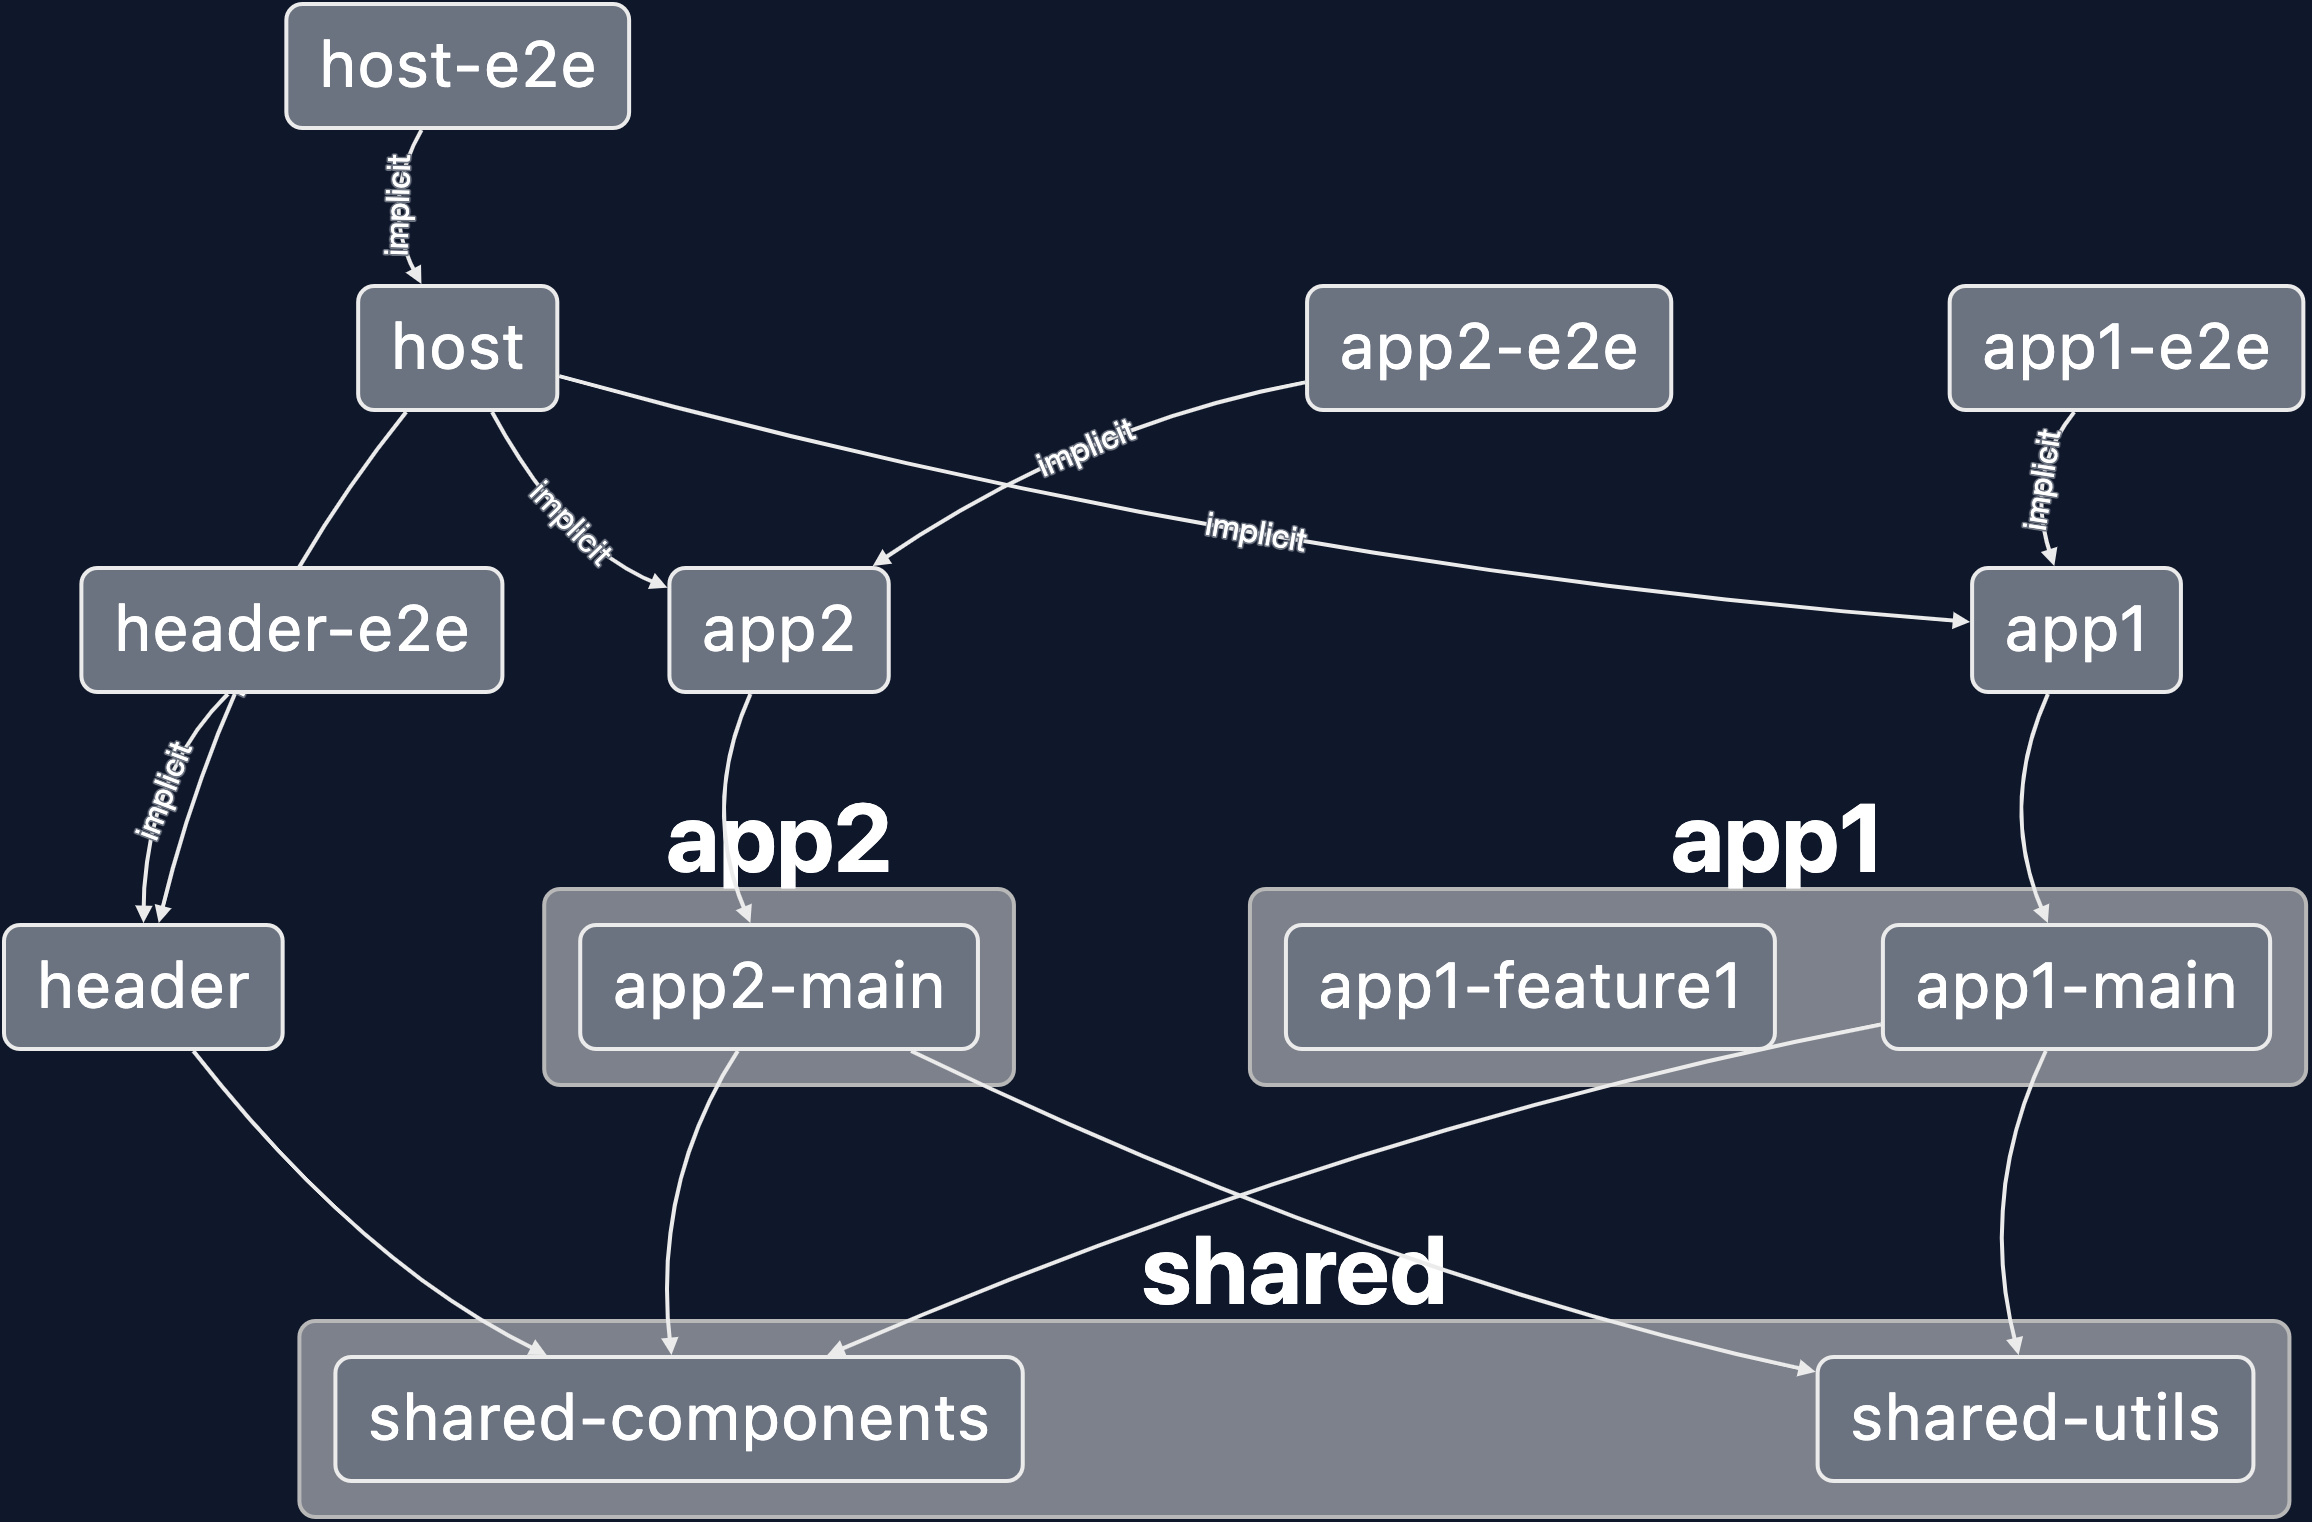 host-e2e
implicit
host
app2-e2e
app1-e2e
implicit
implicit
implicit
implicit
header-e2e
app2
app1
implicit
app2
app1
header
app2-main
app1-feature1
app1-main
shared
shared-components
shared-utils